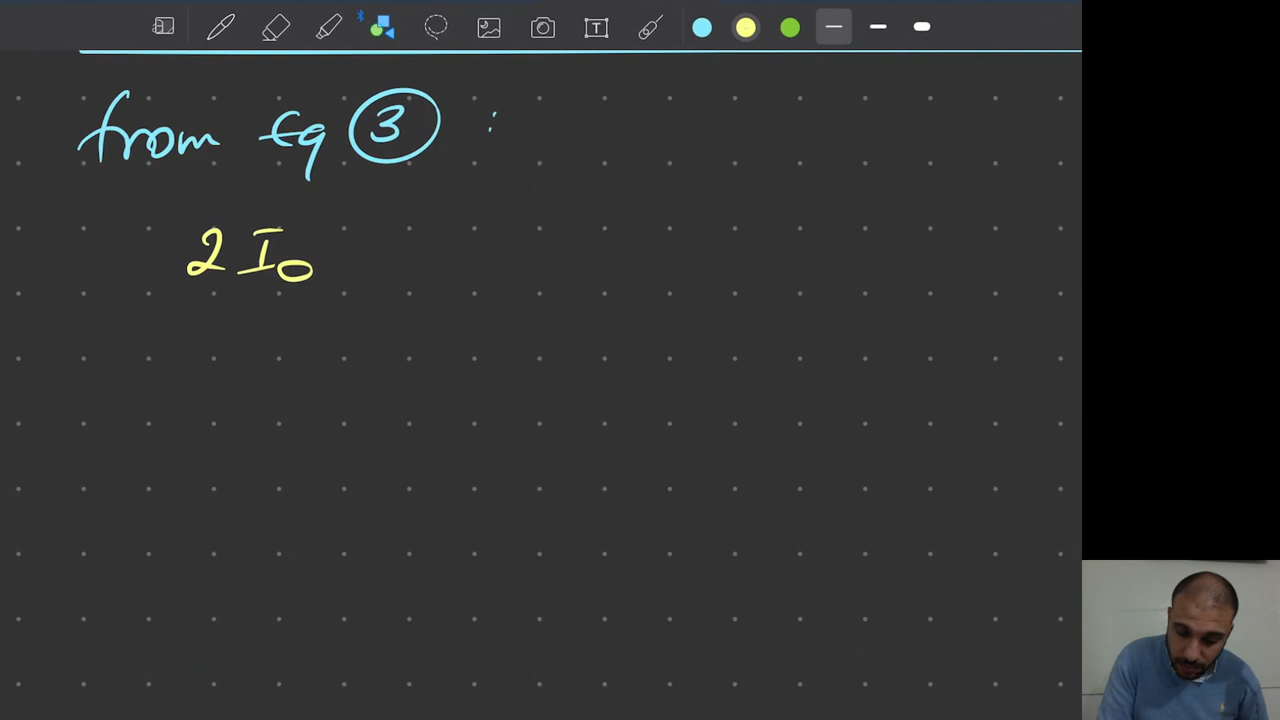 from Eq ③ :
2 I₀